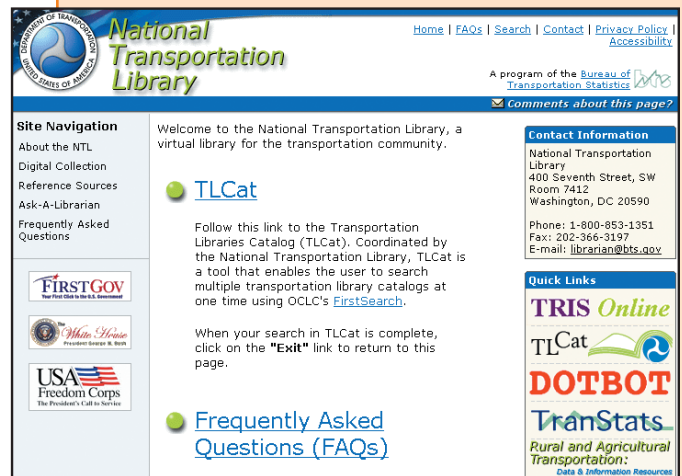 DEPARTMENT OF TRANSPORTATION
UNITED STATES OF AMERICA
National
Transportation
Library
Home | FAQs | Search | Contact | Privacy Policy |
Accessibility
A program of the Bureau of
Transportation Statistics
Comments about this page?
Site Navigation
About the NTL
Digital Collection
Reference Sources
Ask-A-Librarian
Frequently Asked
Questions
FIRSTGOV
Your First Click to the U.S. Government
The
White House
President George W. Bush
USA
Freedom Corps
The President's Call to Service
Welcome to the National Transportation Library, a
virtual library for the transportation community.
TLCat
Follow this link to the Transportation
Libraries Catalog (TLCat). Coordinated by
the National Transportation Library, TLCat is
a tool that enables the user to search
multiple transportation library catalogs at
one time using OCLC's FirstSearch.
When your search in TLCat is complete,
click on the "Exit" link to return to this
page.
Frequently Asked
Questions (FAQs)
Contact Information
National Transportation
Library
400 Seventh Street, SW
Room 7412
Washington, DC 20590
Phone: 1-800-853-1351
Fax: 202-366-3197
E-mail: librarian@bts.gov
Quick Links
TRIS Online
TLCat
DOTBOT
TranStats
Rural and Agricultural
Transportation:
Data & Information Resources